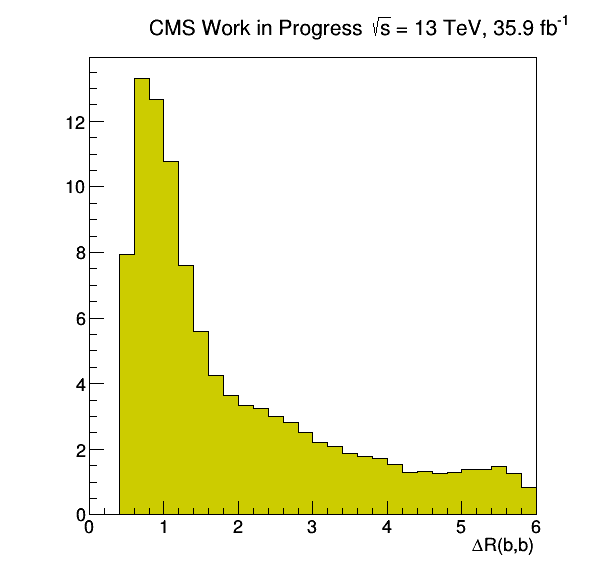 CMS Work in Progress √s = 13 TeV, 35.9 fb⁻¹
12
10
8
6
4
2
0
0 1 2 3 4 5 6
ΔR(b,b)